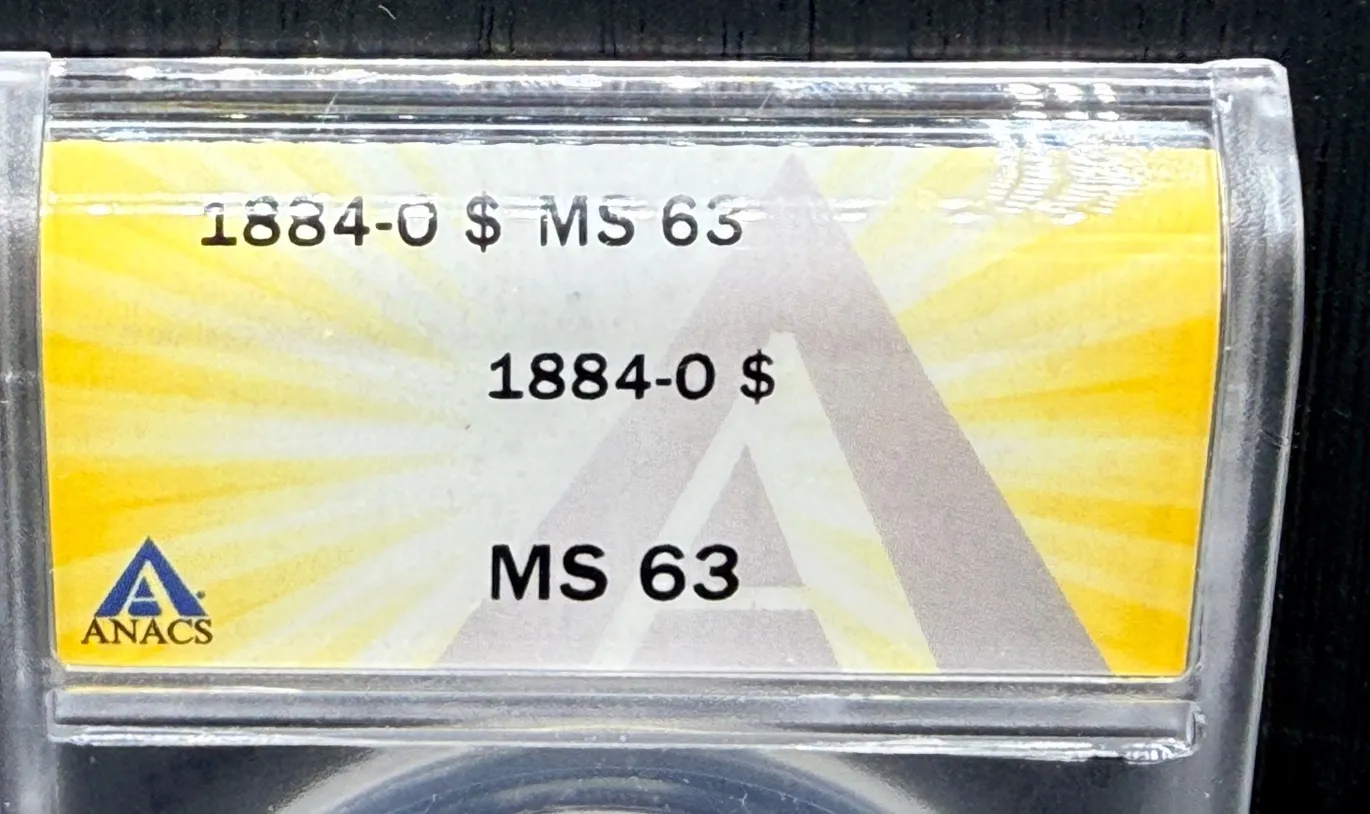 1884-O $ MS 63
1884-O $
MS 63
ANACS